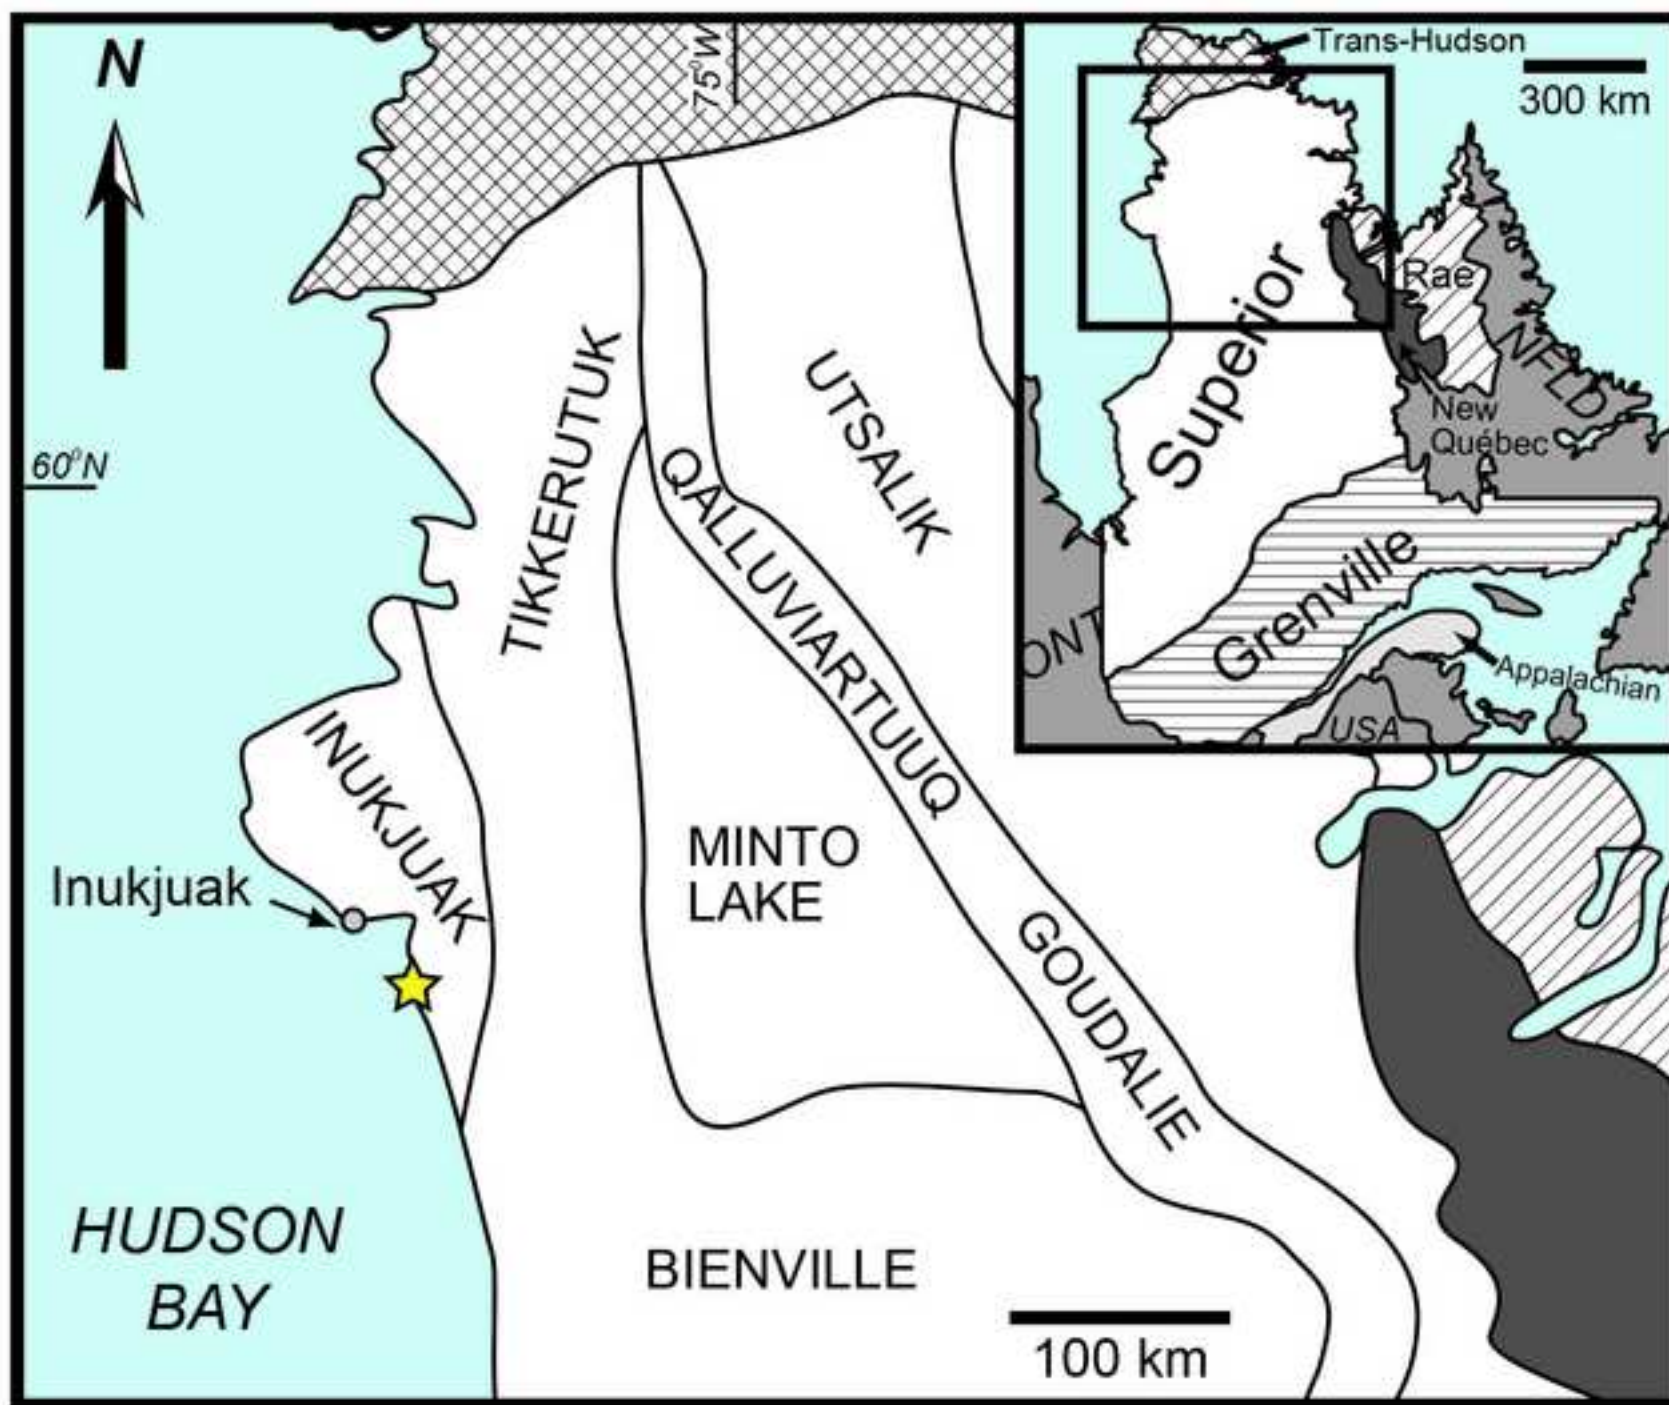 N
75°W
60°N
TIKKERUTUK
UTSALIK
QALLUVIARTUUQ
INUKJUAK
Inukjuak
MINTO
LAKE
GOUDALIE
HUDSON
BAY
BIENVILLE
100 km
Trans-Hudson
300 km
Superior
Rae
NFLD
New
Québec
Grenville
ONT
Appalachian
USA